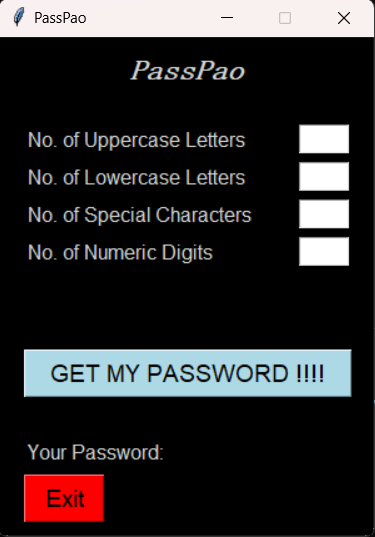 PassPao
PassPao
No. of Uppercase Letters
No. of Lowercase Letters
No. of Special Characters
No. of Numeric Digits
GET MY PASSWORD !!!!
Your Password:
Exit